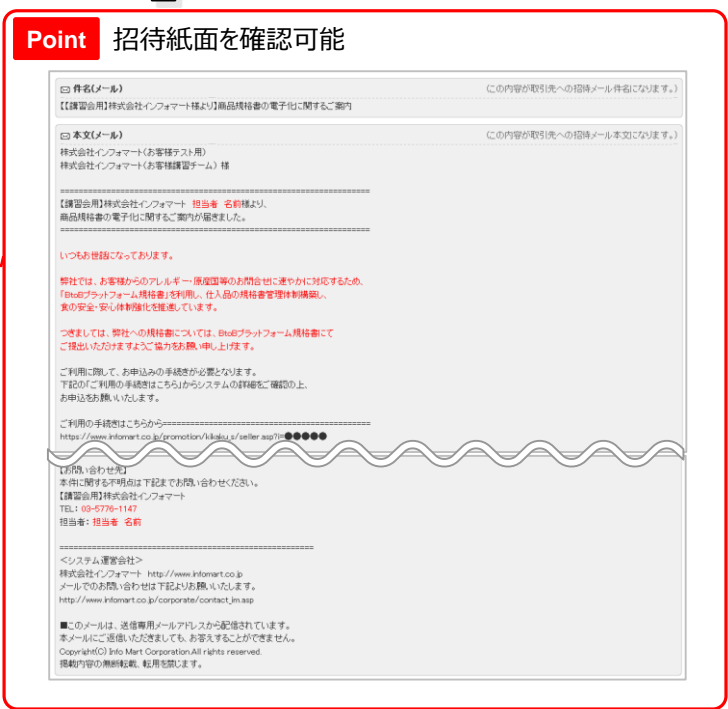 Point 招待紙面を確認可能
件名(メール) (この内容が取引先への招待メール件名になります。)
【【講習会用】株式会社インフォマート様より】商品規格書の電子化に関するご案内
本文(メール) (この内容が取引先への招待メール本文になります。)
株式会社インフォマート(お客様テスト用)
株式会社インフォマート(お客様講習チーム) 様
==================================================================
【講習会用】株式会社インフォマート 担当者 名前様より、
商品規格書の電子化に関するご案内が届きました。
==================================================================
いつもお世話になっております。
弊社では、お客様からのアレルギー・原産国等のお問合せに速やかに対応するため、
「BtoBプラットフォーム規格書」を利用し、仕入品の規格書管理体制構築し、
食の安全・安心体制強化を推進しています。
つきましては、弊社への規格書については、BtoBプラットフォーム規格書にて
ご提出いただけますようご協力をお願い申し上げます。
ご利用に際して、お申込みの手続きが必要となります。
下記の「ご利用の手続きはこちら」からシステムの詳細をご確認の上、
お申込をお願いいたします。
ご利用の手続きはこちらから============================================
https://www.infomart.co.jp/promotion/kikaku_s/seller.asp?i=●●●●●
【お問い合わせ先】
本件に関する不明点は下記までお問い合わせください。
【講習会用】株式会社インフォマート
TEL: 03-5776-1147
担当者: 担当者 名前
======================================================
<システム運営会社>
株式会社インフォマート http://www.infomart.co.jp
メールでのお問い合わせは下記よりお願いいたします。
http://www.infomart.co.jp/corporate/contact_im.asp
■このメールは、送信専用メールアドレスから配信されています。
本メールにご返信いただきましても、お答えすることができません。
Copyright(C) Info Mart Corporation.All rights reserved.
掲載内容の無断転載、転用を禁じます。